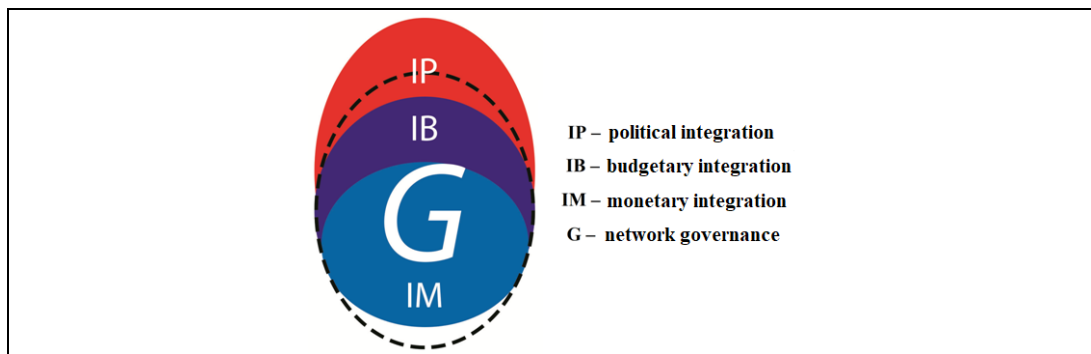 IP
IB
G
IM
IP – political integration
IB – budgetary integration
IM – monetary integration
G – network governance